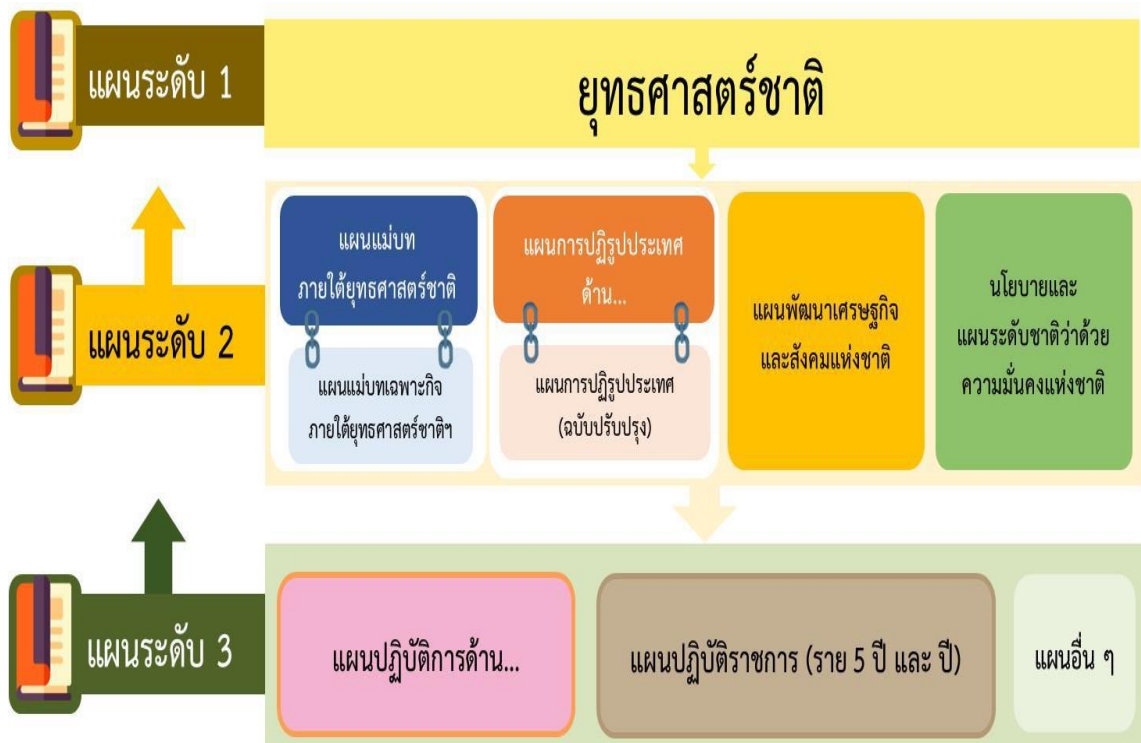 แผนระดับ 1
ยุทธศาสตร์ชาติ
แผนระดับ 2
แผนแม่บท
ภายใต้ยุทธศาสตร์ชาติ
แผนแม่บทเฉพาะกิจ
ภายใต้ยุทธศาสตร์ชาติฯ
แผนการปฏิรูปประเทศ
ด้าน...
แผนการปฏิรูปประเทศ
(ฉบับปรับปรุง)
แผนพัฒนาเศรษฐกิจ
และสังคมแห่งชาติ
นโยบายและ
แผนระดับชาติว่าด้วย
ความมั่นคงแห่งชาติ
แผนระดับ 3
แผนปฏิบัติการด้าน...
แผนปฏิบัติราชการ (ราย 5 ปี และ ปี)
แผนอื่น ๆ